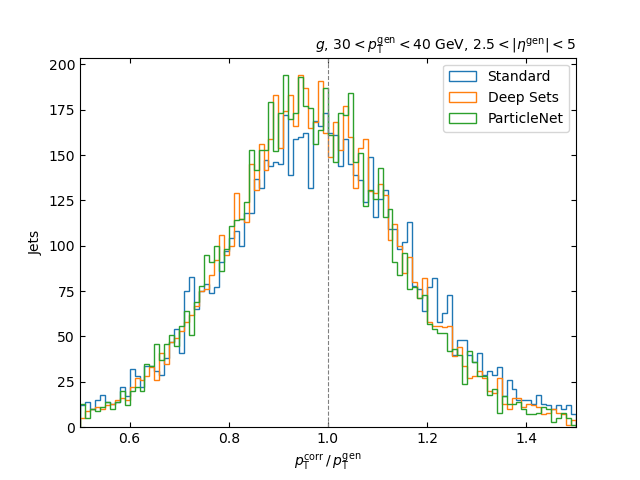 g, 30 < p_T^gen < 40 GeV, 2.5 < |η^gen| < 5
200
175
150
125
100
75
50
25
0
Jets
Standard
Deep Sets
ParticleNet
0.6 0.8 1.0 1.2 1.4
p_T^corr / p_T^gen